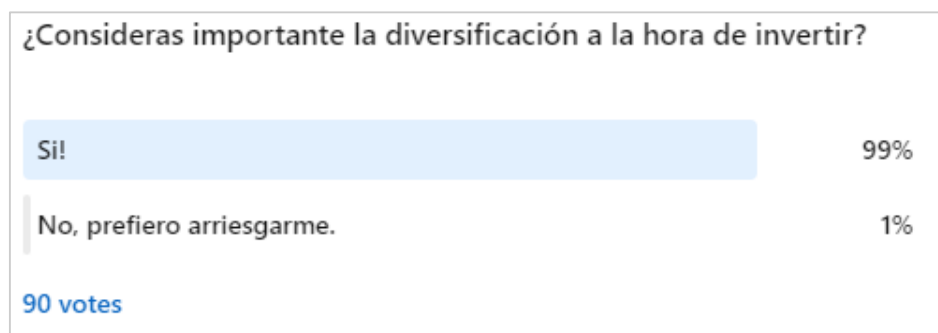 ¿Consideras importante la diversificación a la hora de invertir?
Si! 99%
No, prefiero arriesgarme. 1%
90 votes